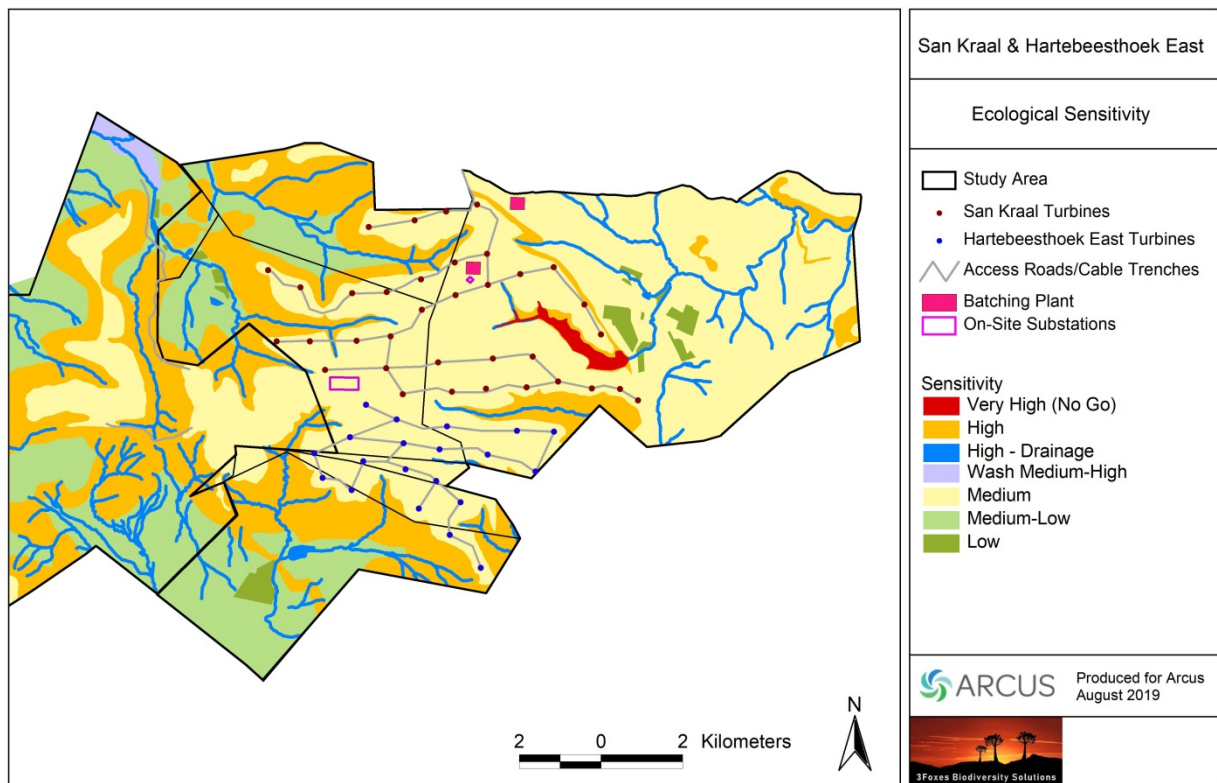 San Kraal & Hartebeesthoek East
Ecological Sensitivity
Study Area
San Kraal Turbines
Hartebeesthoek East Turbines
Access Roads/Cable Trenches
Batching Plant
On-Site Substations
Sensitivity
Very High (No Go)
High
High - Drainage
Wash Medium-High
Medium
Medium-Low
Low
N
2 0 2 Kilometers
ARCUS
Produced for Arcus
August 2019
3Foxes Biodiversity Solutions